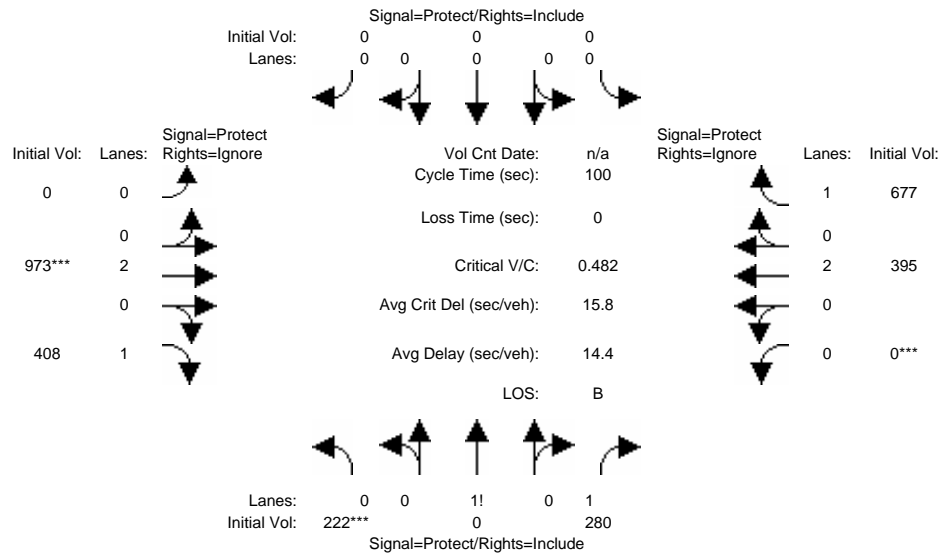 Signal=Protect/Rights=Include
Initial Vol: 0 0 0
Lanes: 0 0 0 0 0
Signal=Protect
Initial Vol: Lanes: Rights=Ignore
Vol Cnt Date: n/a
Signal=Protect
Rights=Ignore Lanes: Initial Vol:
Cycle Time (sec): 100
0 0
1 677
Loss Time (sec): 0
0
0
973*** 2
Critical V/C: 0.482
2 395
0
Avg Crit Del (sec/veh): 15.8
0
408 1
Avg Delay (sec/veh): 14.4
0 0***
LOS: B
Lanes: 0 0 1! 0 1
Initial Vol: 222*** 0 280
Signal=Protect/Rights=Include